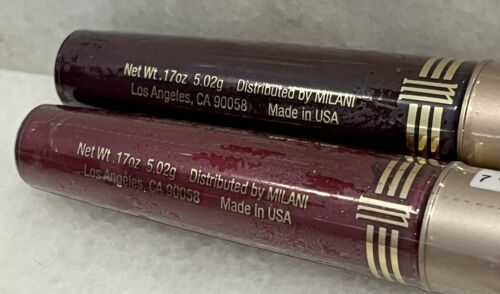 Net Wt .17oz 5.02g Distributed by MILANI
Los Angeles, CA 90058 Made in USA
Net Wt .17oz 5.02g Distributed by MILANI
Los Angeles, CA 90058 Made in USA
7